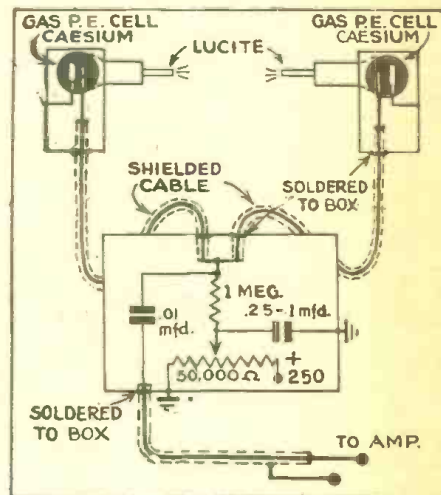 GAS P.E. CELL
CAESIUM
LUCITE
GAS P.E. CELL
CAESIUM
SHIELDED
CABLE
SOLDERED
TO BOX
.01
mfd.
1 MEG.
.25-.1 mfd.
+
50,000Ω
250
SOLDERED
TO BOX
TO AMP.